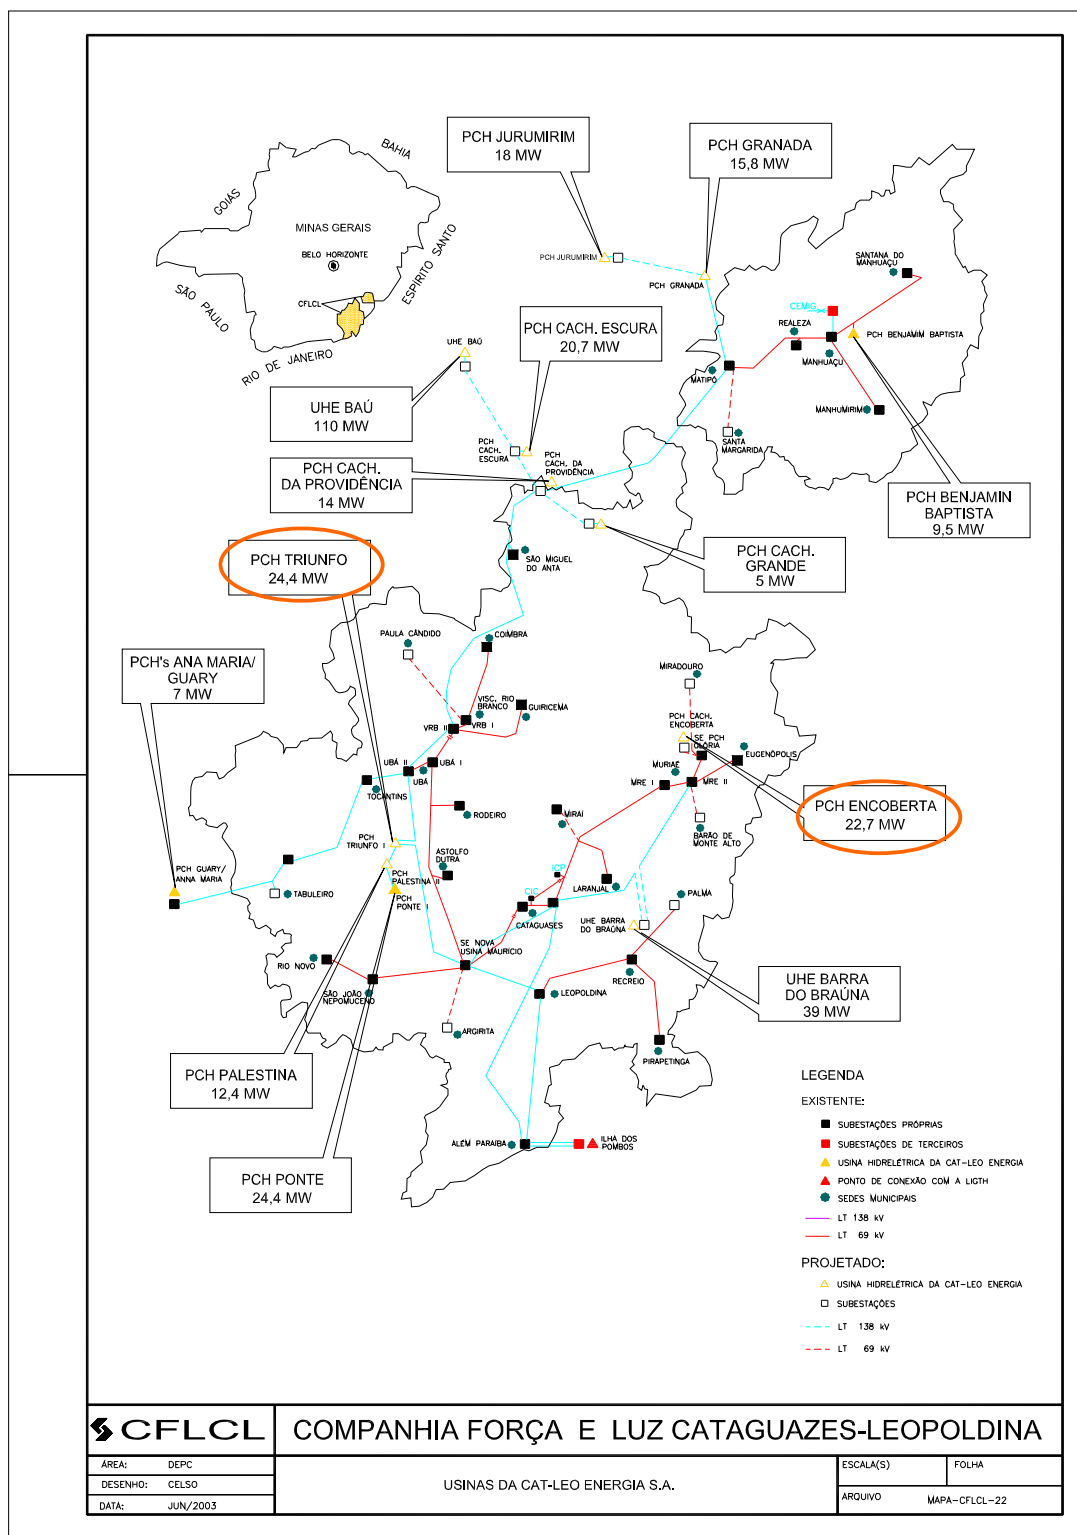 BAHIA
GOIÁS
MINAS GERAIS
BELO HORIZONTE
ESPIRITO SANTO
SÃO PAULO
CFLCL
RIO DE JANEIRO
PCH JURUMIRIM
18 MW
PCH GRANADA
15,8 MW
PCH JURUMIRIM
PCH GRANADA
SANTANA DO
MANHUAÇU
CEMIG
REALEZA
PCH BENJAMIM BAPTISTA
MANHUAÇU
MATIPÓ
MANHUMIRIM
SANTA
MARGARIDA
PCH CACH. ESCURA
20,7 MW
UHE BAÚ
UHE BAÚ
110 MW
PCH
CACH.
ESCURA
PCH
CACH. DA
PROVIDÊNCIA
PCH CACH.
DA PROVIDÊNCIA
14 MW
PCH BENJAMIN
BAPTISTA
9,5 MW
PCH TRIUNFO
24,4 MW
PCH CACH.
GRANDE
5 MW
SÃO MIGUEL
DO ANTA
PAULA CÂNDIDO
COIMBRA
PCH's ANA MARIA/
GUARY
7 MW
MIRADOURO
VISC. RIO
BRANCO
GUIRICEMA
VRB II
VRB I
PCH CACH.
ENCOBERTA
SE PCH
GLÓRIA
EUGENÓPOLIS
UBÁ II
UBÁ I
UBÁ
MURIAÉ
MRE I
MRE II
TOCANTINS
PCH ENCOBERTA
22,7 MW
RODEIRO
MIRAÍ
BARÃO DE
MONTE ALTO
PCH
TRIUNFO I
ASTOLFO
DUTRA
PCH
PALESTINA II
PCH
PONTE I
PCH GUARY/
ANNA MARIA
TABULEIRO
ICP
LARANJAL
CIC
PALMA
CATAGUASES
UHE BARRA
DO BRAÚNA
SE NOVA
USINA MAURÍCIO
RIO NOVO
RECREIO
SÃO JOÃO
NEPOMUCENO
LEOPOLDINA
UHE BARRA
DO BRAÚNA
39 MW
ARGIRITA
PIRAPETINGA
PCH PALESTINA
12,4 MW
ALÉM PARAÍBA
ILHA DOS
POMBOS
PCH PONTE
24,4 MW
LEGENDA
EXISTENTE:
SUBESTAÇÕES PRÓPRIAS
SUBESTAÇÕES DE TERCEIROS
USINA HIDRELÉTRICA DA CAT-LEO ENERGIA
PONTO DE CONEXÃO COM A LIGTH
SEDES MUNICIPAIS
LT 138 kV
LT 69 kV
PROJETADO:
USINA HIDRELÉTRICA DA CAT-LEO ENERGIA
SUBESTAÇÕES
LT 138 kV
LT 69 kV
CFLCL
COMPANHIA FORÇA E LUZ CATAGUAZES-LEOPOLDINA
ÁREA: DEPC
DESENHO: CELSO
DATA: JUN/2003
USINAS DA CAT-LEO ENERGIA S.A.
ESCALA(S)
FOLHA
ARQUIVO MAPA-CFLCL-22